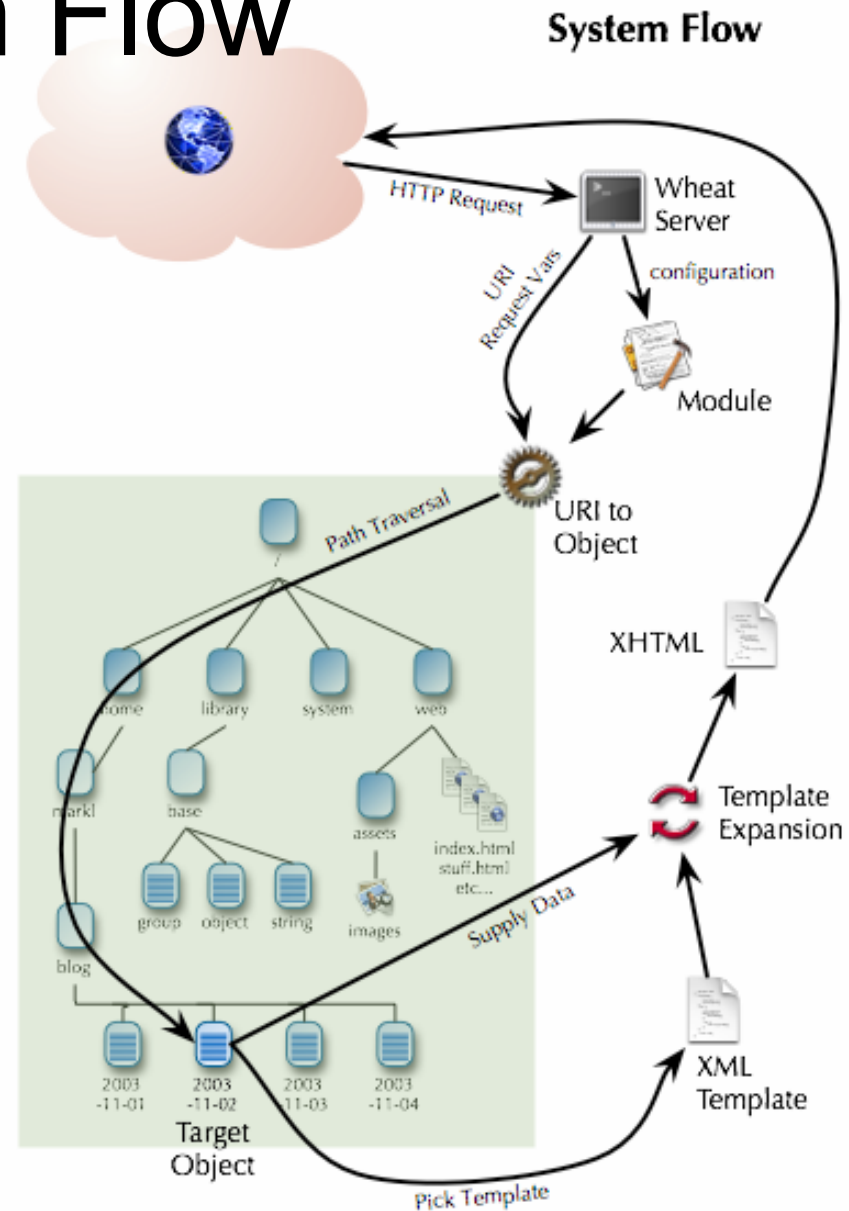 n Flow
System Flow
HTTP Request
Wheat
Server
URI
Request Vars
configuration
Module
URI to
Object
Path Traversal
/
home
library
system
web
XHTML
markl
base
assets
index.html
stuff.html
etc...
Template
Expansion
group
object
string
images
Supply Data
blog
2003
-11-01
2003
-11-02
2003
-11-03
2003
-11-04
Target
Object
XML
Template
Pick Template